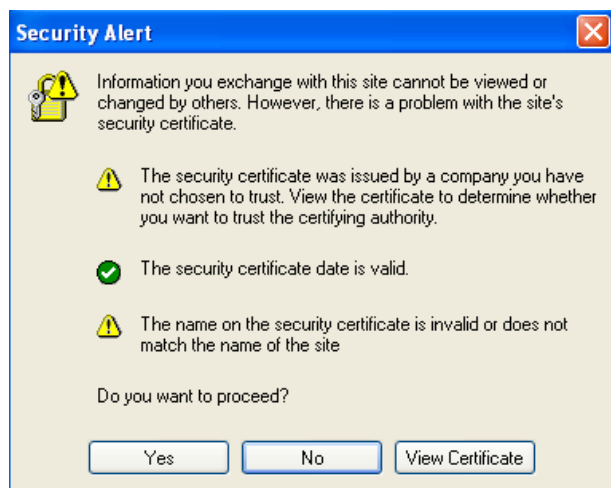 Security Alert
Information you exchange with this site cannot be viewed or
changed by others. However, there is a problem with the site's
security certificate.
The security certificate was issued by a company you have
not chosen to trust. View the certificate to determine whether
you want to trust the certifying authority.
The security certificate date is valid.
The name on the security certificate is invalid or does not
match the name of the site
Do you want to proceed?
Yes No View Certificate